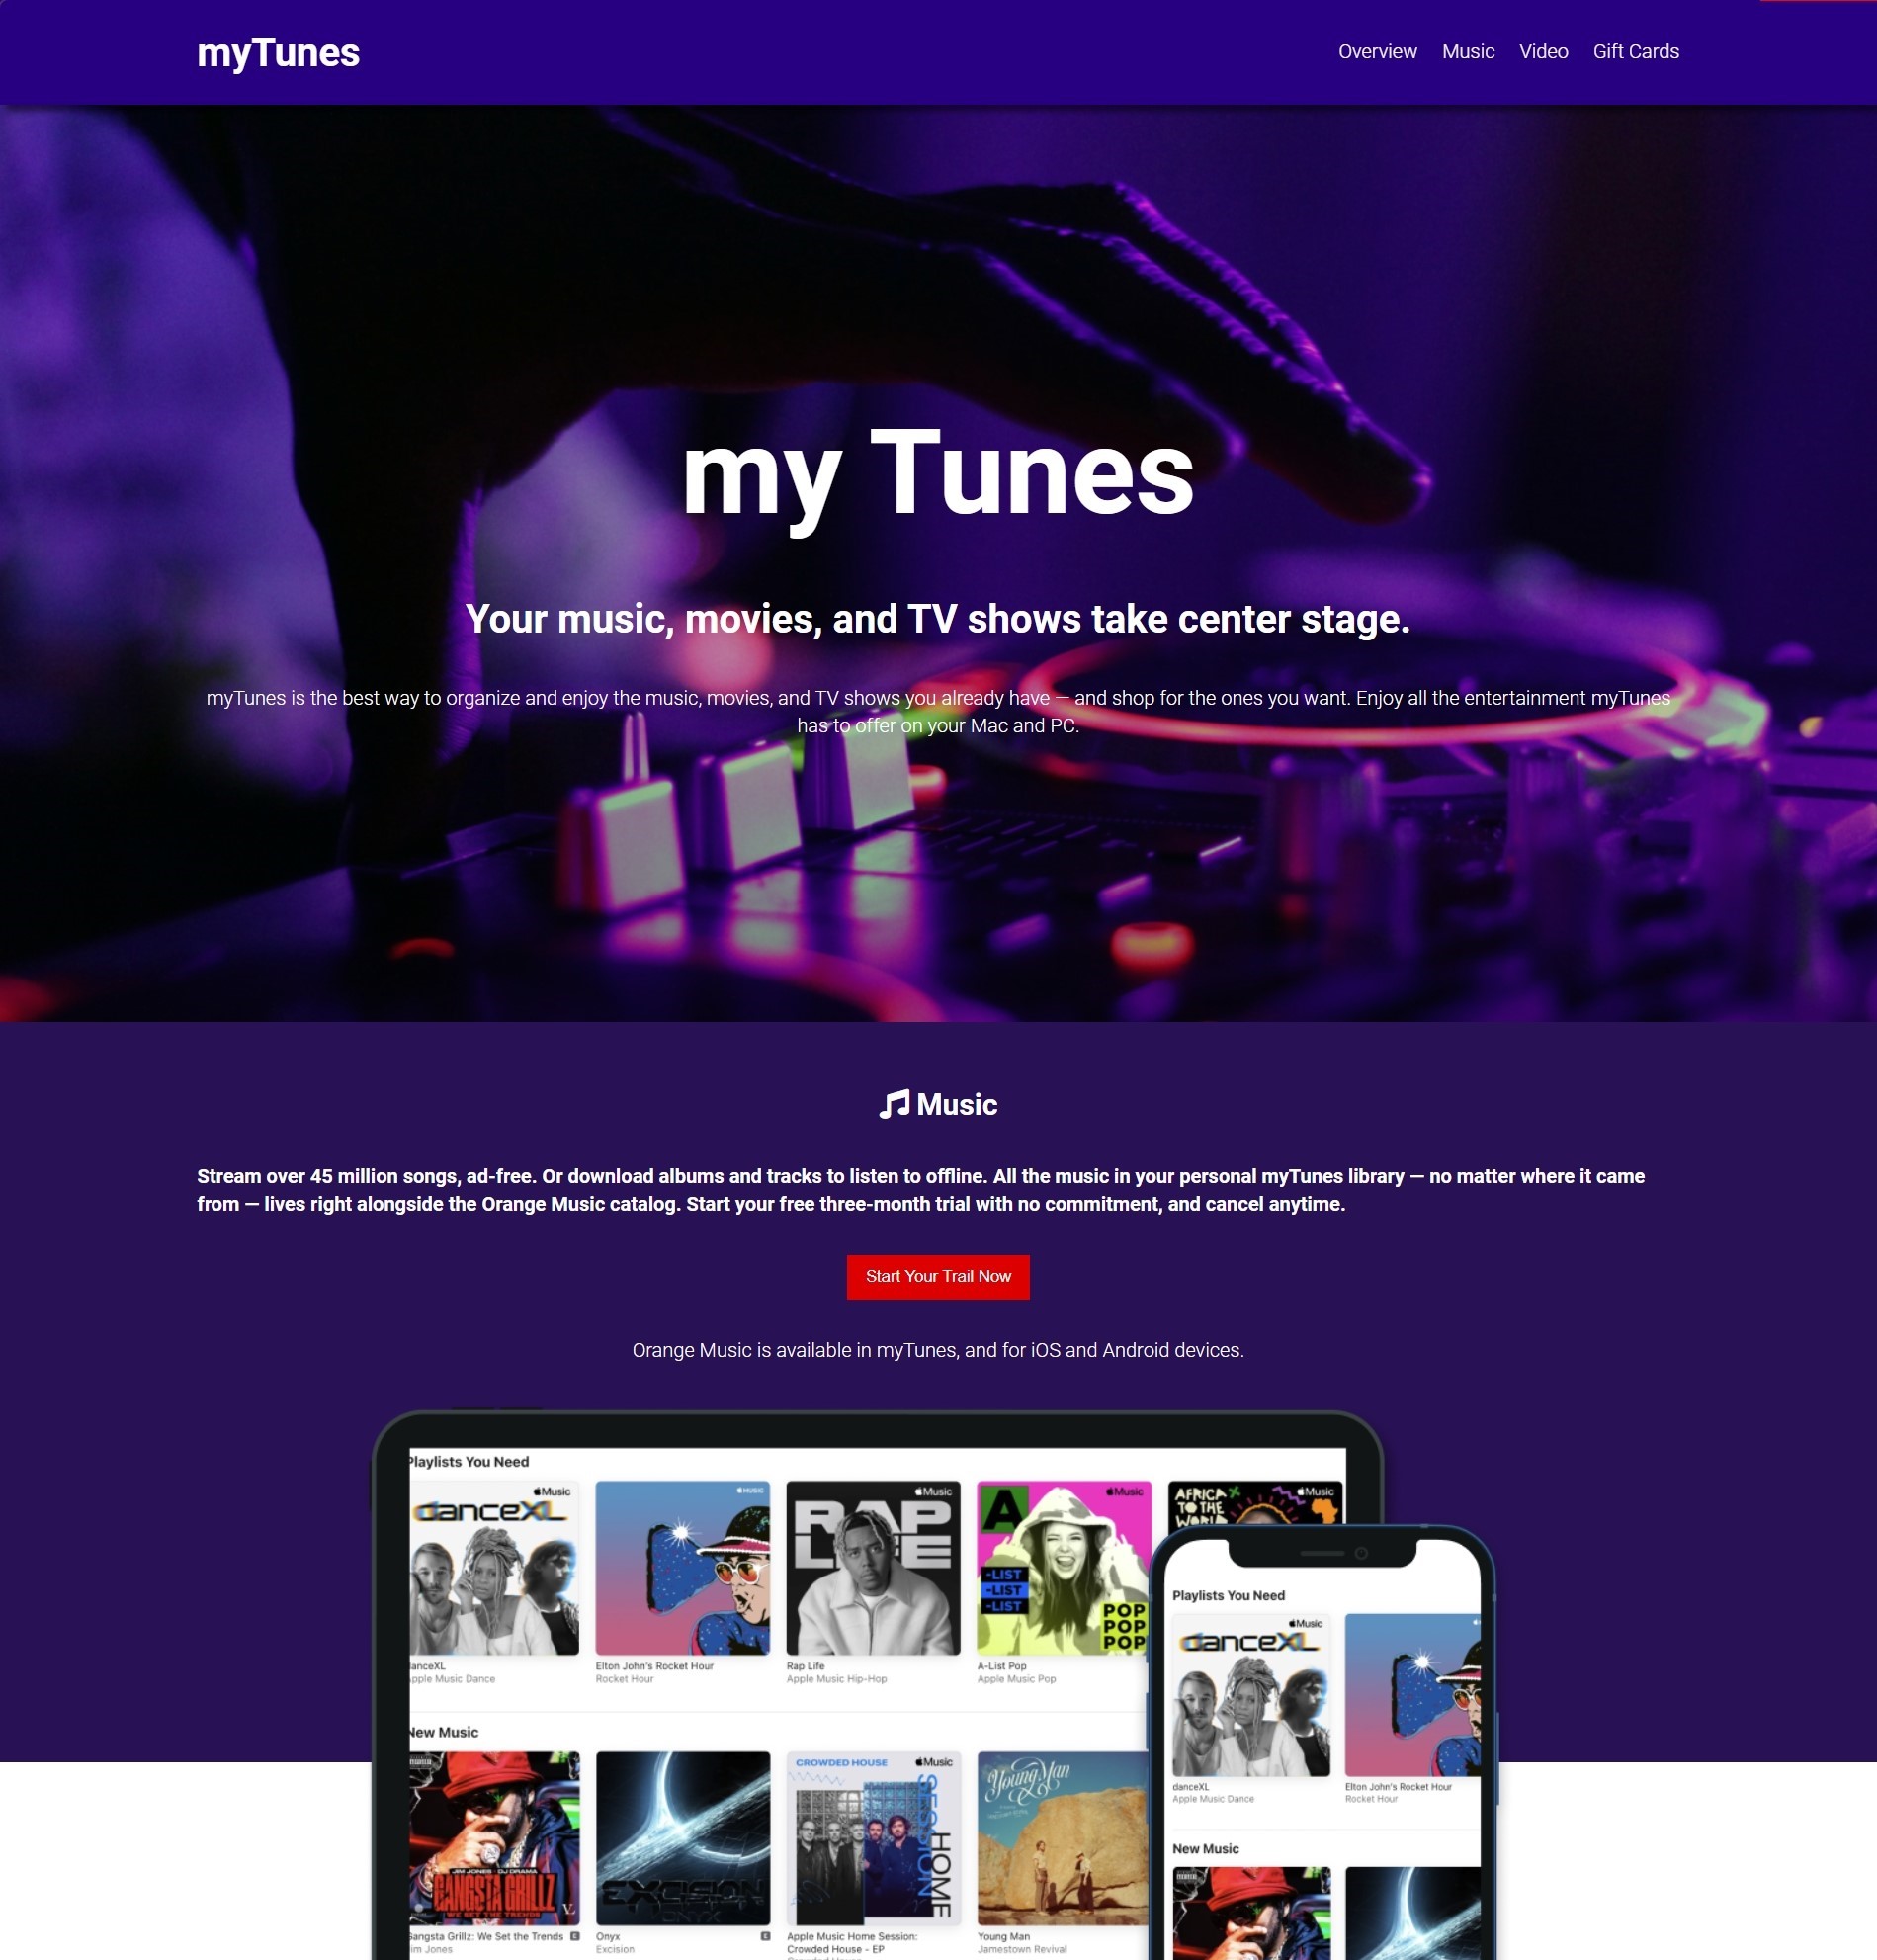 myTunes
Overview Music Video Gift Cards
my Tunes
Your music, movies, and TV shows take center stage.
myTunes is the best way to organize and enjoy the music, movies, and TV shows you already have — and shop for the ones you want. Enjoy all the entertainment myTunes
has to offer on your Mac and PC.
Music
Stream over 45 million songs, ad-free. Or download albums and tracks to listen to offline. All the music in your personal myTunes library — no matter where it came
from — lives right alongside the Orange Music catalog. Start your free three-month trial with no commitment, and cancel anytime.
Start Your Trail Now
Orange Music is available in myTunes, and for iOS and Android devices.
Playlists You Need
Music
danceXL
MUSIC
Music
RAP
LIFE
Music
A
-LIST
-LIST
-LIST
POP
POP
POP
Music
AFRICA
TO THE
WORLD
danceXL
Apple Music Dance
Elton John's Rocket Hour
Rocket Hour
Rap Life
Apple Music Hip-Hop
A-List Pop
Apple Music Pop
New Music
JIM JONES · DJ DRAMA
GANGSTA GRILLZ
WE SET THE TRENDS
EXCISION
ONYX
CROWDED HOUSE
Music
HOME
SESSION
Young Man
Gangsta Grillz: We Set the Trends E
Jim Jones
Onyx E
Excision
Apple Music Home Session:
Crowded House - EP
Young Man
Jamestown Revival
Playlists You Need
Music
danceXL
danceXL
Apple Music Dance
Elton John's Rocket Hour
Rocket Hour
New Music